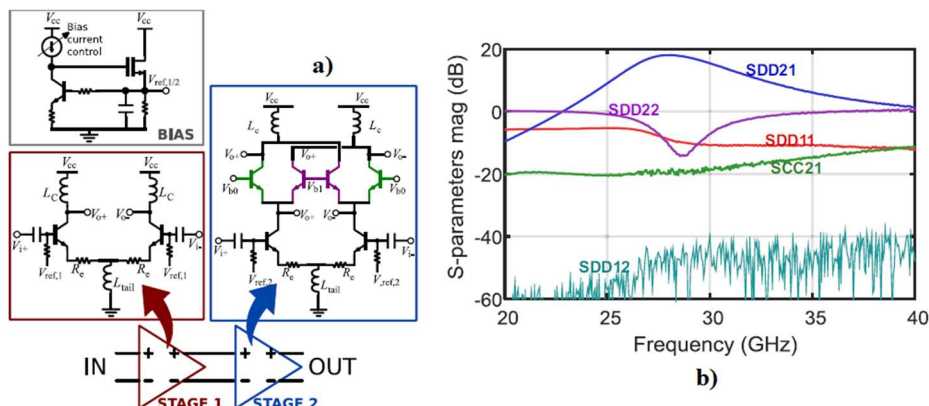 Vcc
Vcc
Bias
current
control
Vref,1/2
BIAS
a)
Vcc
Vcc
LC
LC
Vo+
Vo-
Vi+
Vi-
Vref,1
Re
Re
Vref,1
Ltail
Vcc
Vcc
Lc
Lc
Vo+
Vo+
Vo-
Vb0
Vb1
Vb0
Vo+
Vo-
Vi+
Vi-
Vref,2
Re
Re
V,ref,2
Ltail
IN
+ +
- -
+ +
- -
OUT
STAGE 1
STAGE 2
S-parameters mag (dB)
20
0
-20
-40
-60
SDD21
SDD22
SDD11
SCC21
SDD12
20 25 30 35 40
Frequency (GHz)
b)